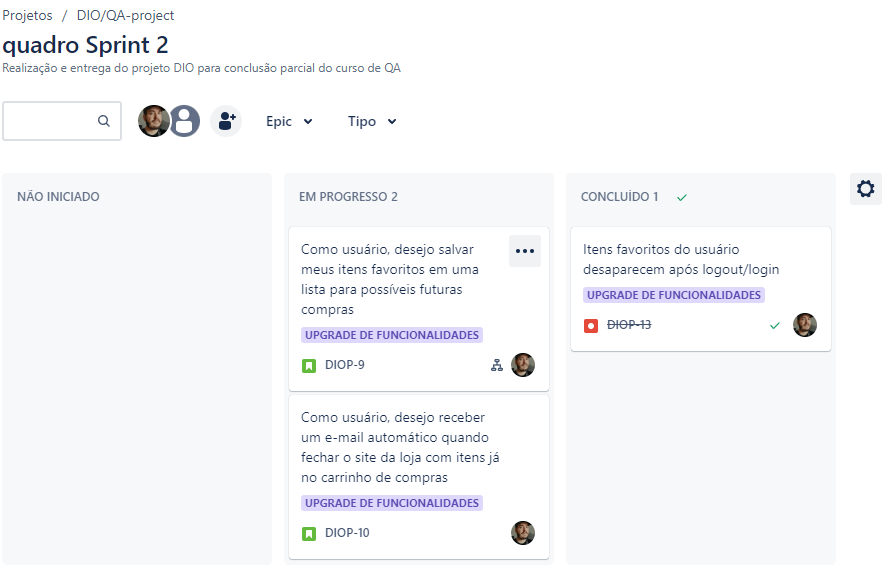 Projetos / DIO/QA-project
quadro Sprint 2
Realização e entrega do projeto DIO para conclusão parcial do curso de QA
Epic Tipo
NÃO INICIADO
EM PROGRESSO 2
Como usuário, desejo salvar
meus itens favoritos em uma
lista para possíveis futuras
compras
UPGRADE DE FUNCIONALIDADES
DIOP-9
Como usuário, desejo receber
um e-mail automático quando
fechar o site da loja com itens já
no carrinho de compras
UPGRADE DE FUNCIONALIDADES
DIOP-10
CONCLUÍDO 1
Itens favoritos do usuário
desaparecem após logout/login
UPGRADE DE FUNCIONALIDADES
DIOP-13